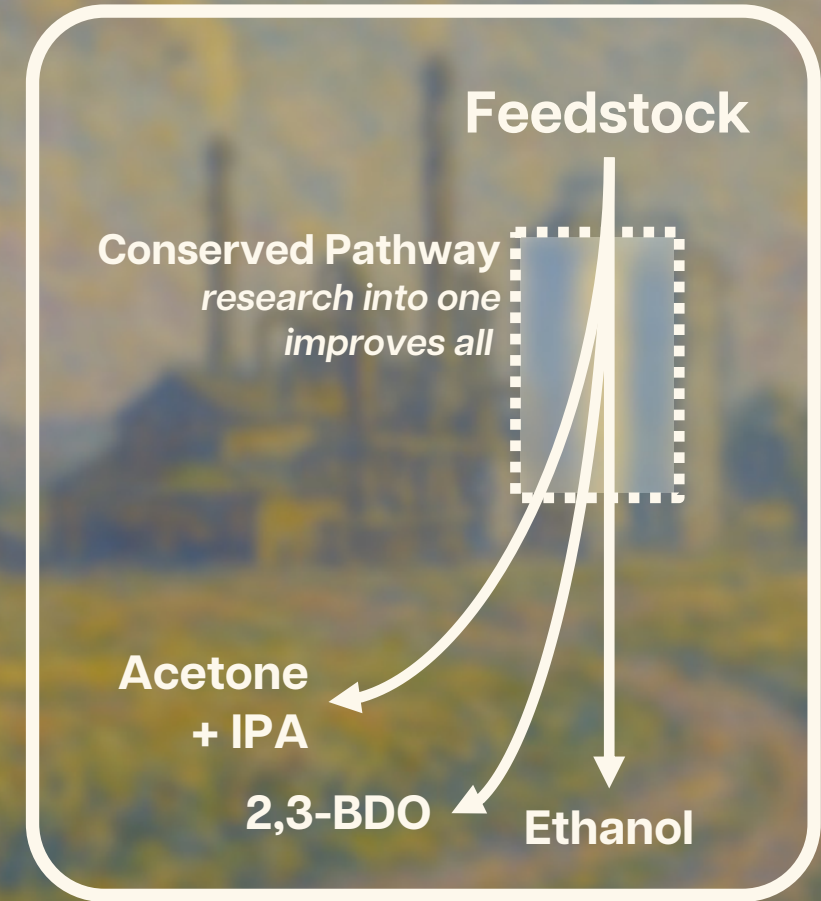 Feedstock
Conserved Pathway
research into one
improves all
Acetone
+ IPA
2,3-BDO
Ethanol